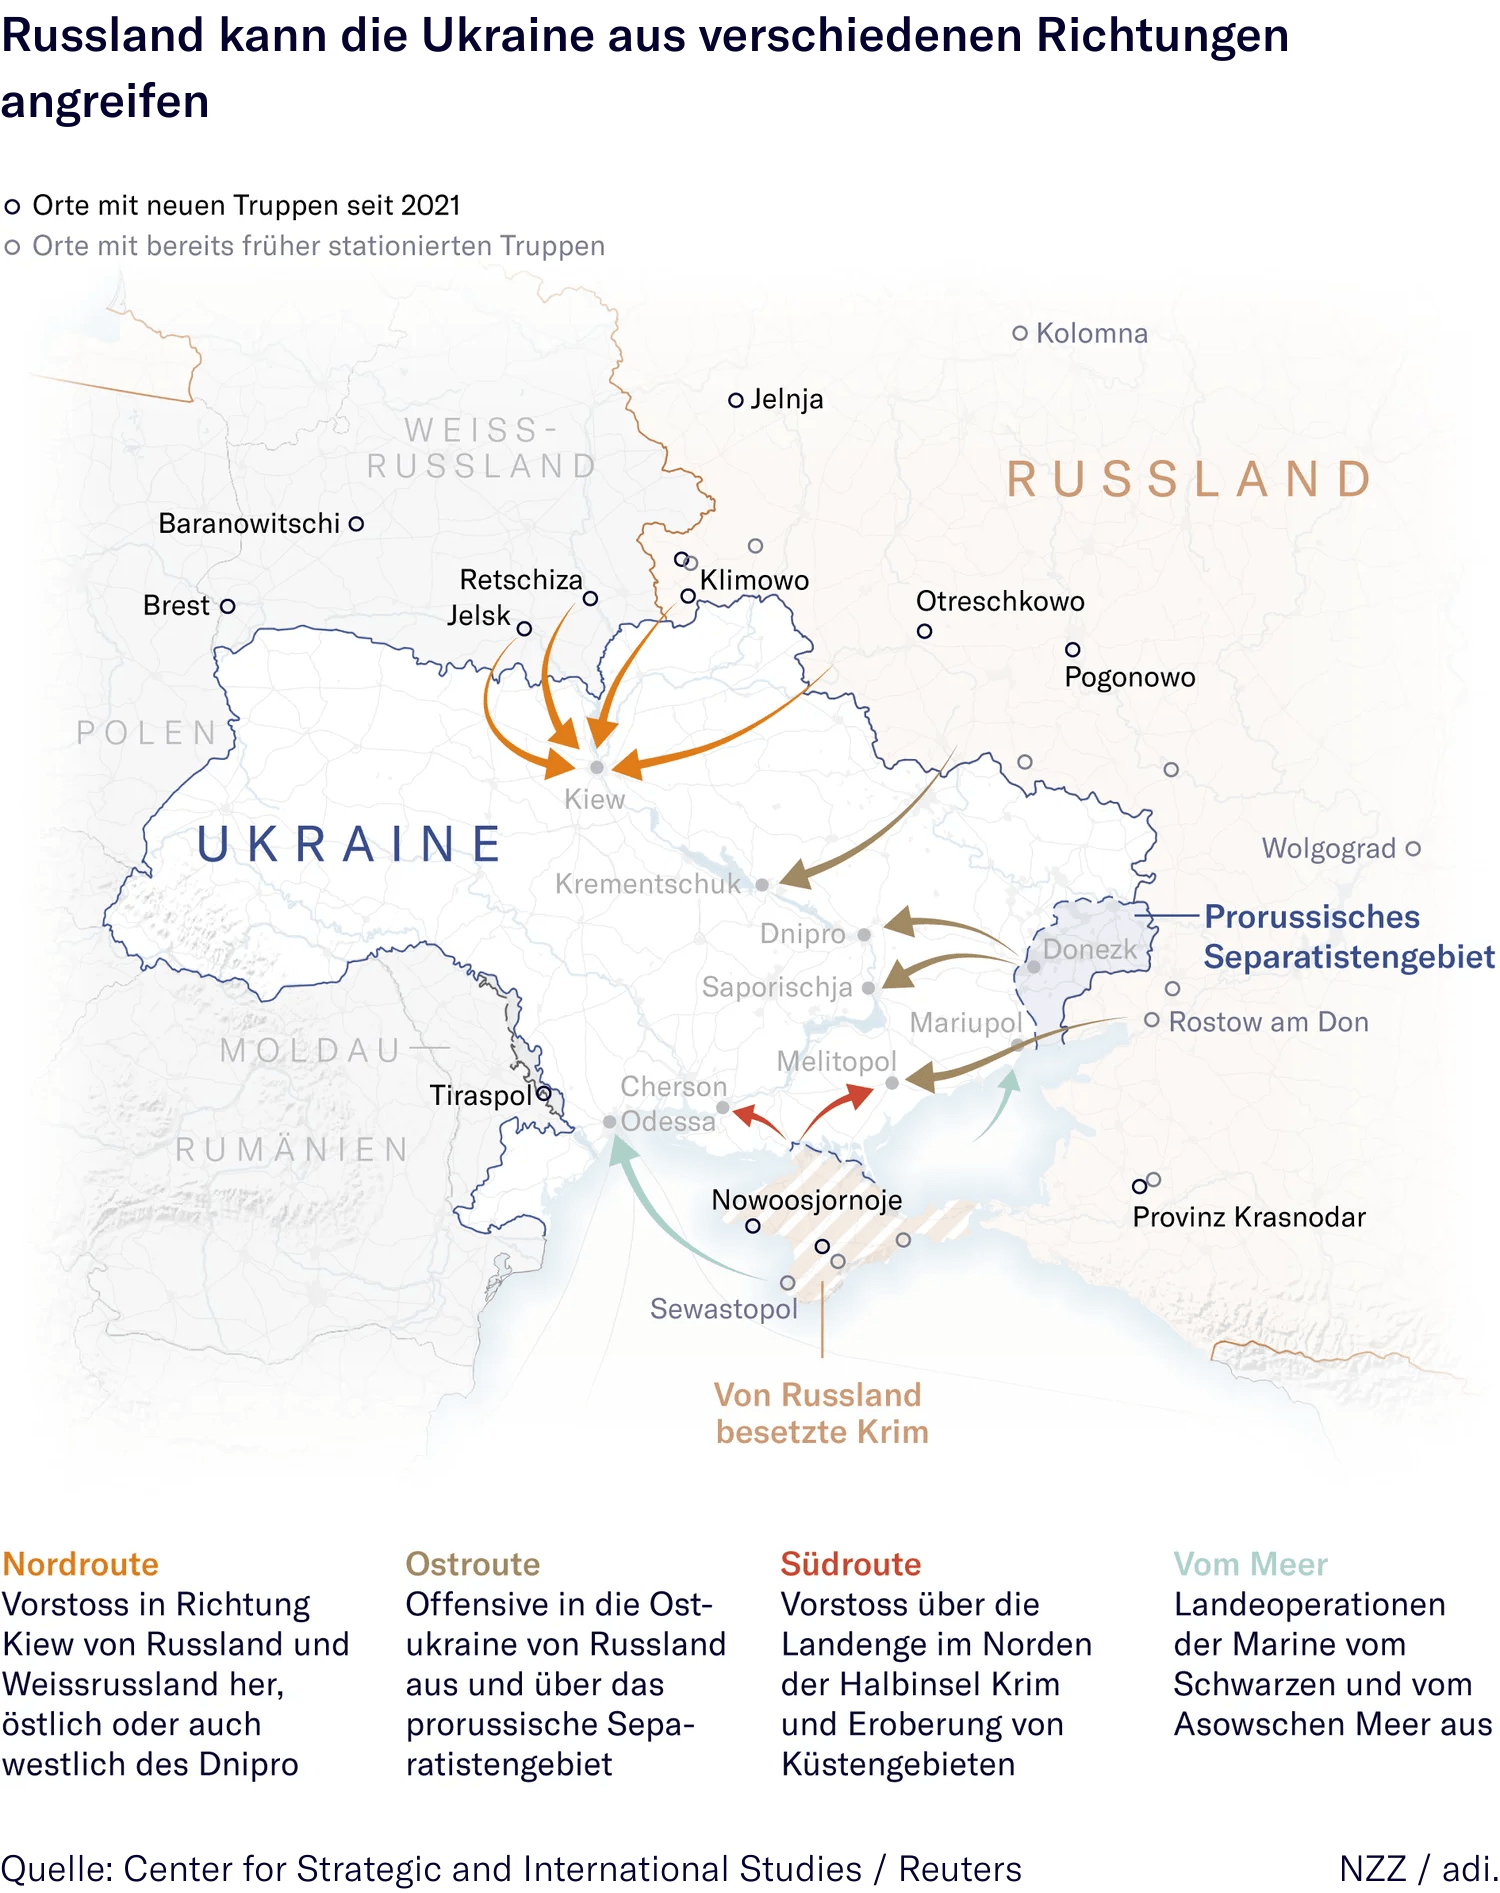 Russland kann die Ukraine aus verschiedenen Richtungen
angreifen
Orte mit neuen Truppen seit 2021
Orte mit bereits früher stationierten Truppen
Kolomna
Jelnja
WEISS-
RUSSLAND
RUSSLAND
Baranowitschi
Retschiza
Klimowo
Brest
Jelsk
Otreschkowo
Pogonowo
POLEN
Kiew
UKRAINE
Wolgograd
Krementschuk
Prorussisches
Separatistengebiet
Dnipro
Donezk
Saporischja
Mariupol
Rostow am Don
MOLDAU
Melitopol
Tiraspol
Cherson
Odessa
RUMÄNIEN
Nowoosjornoje
Provinz Krasnodar
Sewastopol
Von Russland
besetzte Krim
Nordroute
Vorstoss in Richtung
Kiew von Russland und
Weissrussland her,
östlich oder auch
westlich des Dnipro
Ostroute
Offensive in die Ost-
ukraine von Russland
aus und über das
prorussische Sepa-
ratistengebiet
Südroute
Vorstoss über die
Landenge im Norden
der Halbinsel Krim
und Eroberung von
Küstengebieten
Vom Meer
Landeoperationen
der Marine vom
Schwarzen und vom
Asowschen Meer aus
Quelle: Center for Strategic and International Studies / Reuters
NZZ / adi.